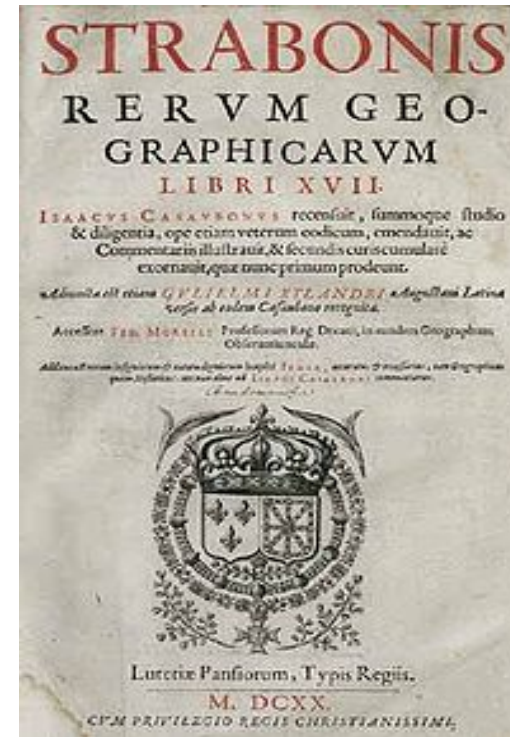 STRABONIS
RERVM GEO-
GRAPHICARVM
LIBRI XVII.
ISAACVS CASAVBONVS recensuit, summoque studio
& diligentia, ope etiam veterum codicum, emendauit, ac
Commentariis illustrauit, & secundis curis cumulatè
exornauit, quæ nunc primùm prodeunt.
Adiuncta est etiam GVLIELMI XYLANDRI Augustani Latina
versio ab eodem Casaubono recognita.
Accessere FED. MORELLI Professorum Reg. Decani, in eundem Geographum
Obseruatiunculæ.
Lutetiæ Parisiorum, Typis Regiis.
M. DCXX.
CVM PRIVILEGIO REGIS CHRISTIANISSIMI.